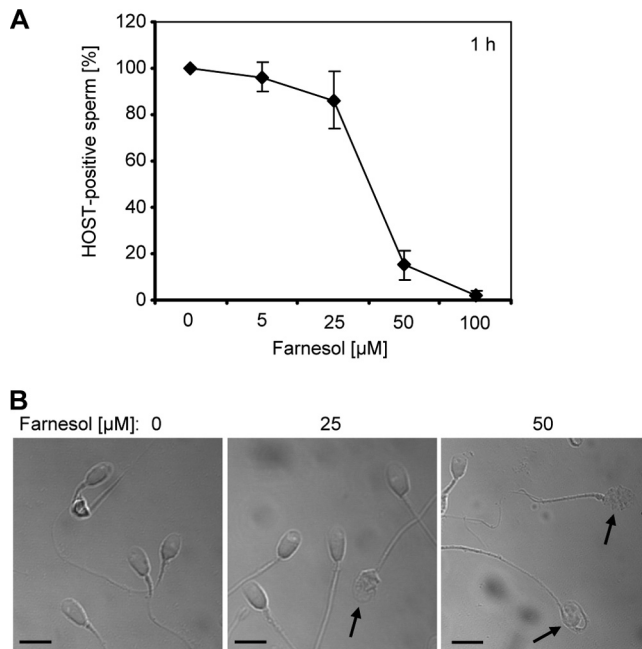 A
120
1 h
100
80
60
40
20
0
HOST-positive sperm [%]
0 5 25 50 100
Farnesol [µM]
B
Farnesol [µM]: 0 25 50